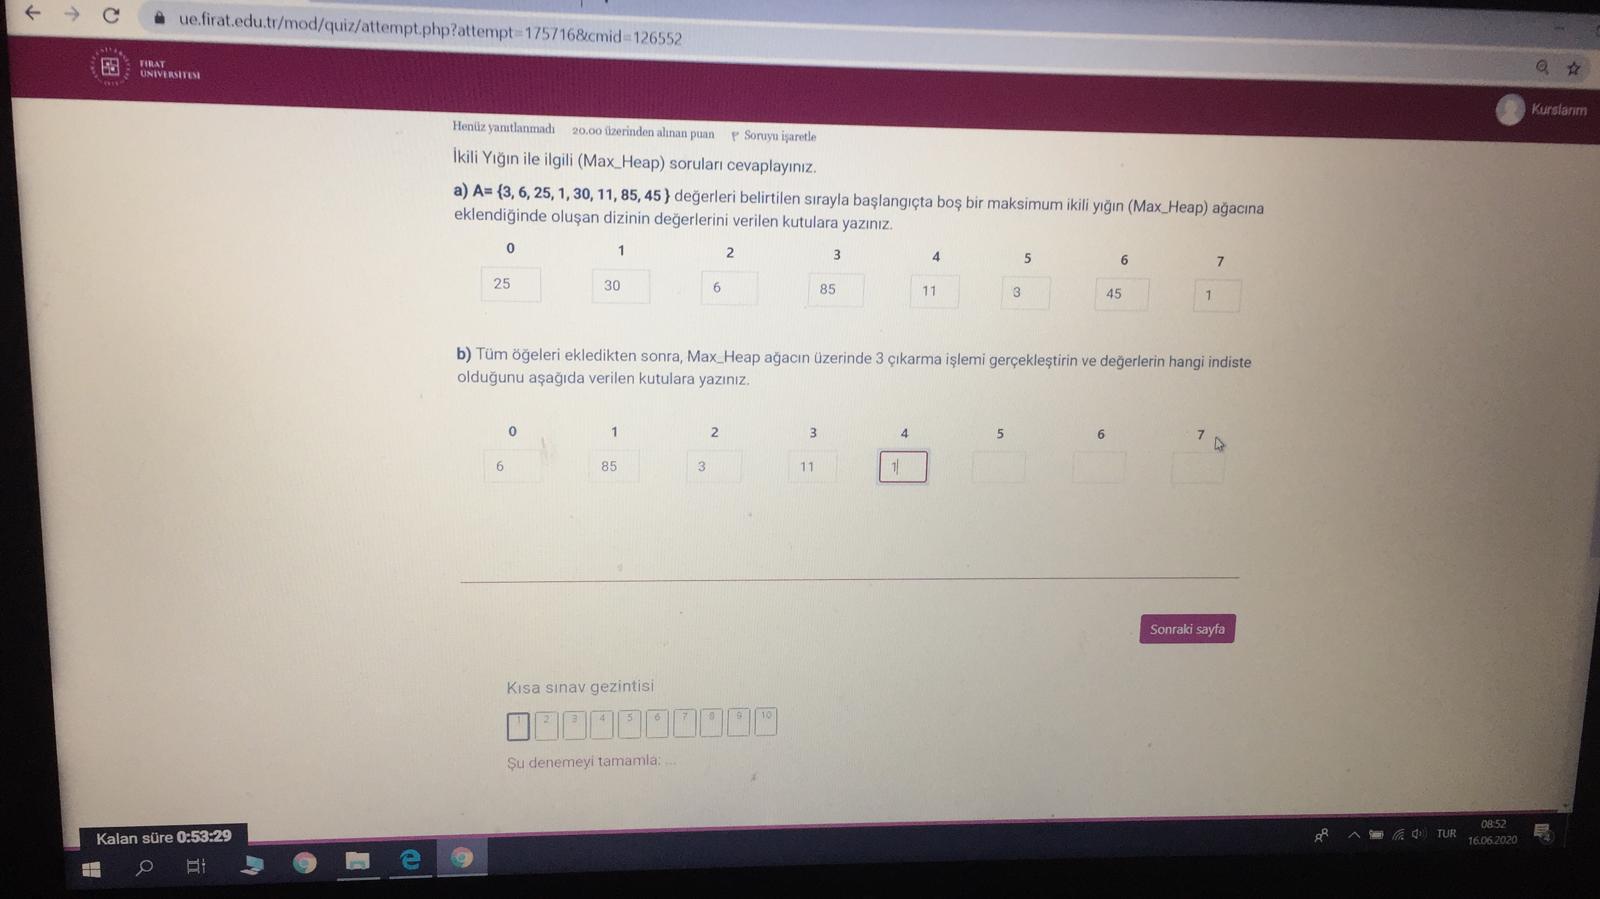 ue.firat.edu.tr/mod/quiz/attempt.php?attempt=175716&cmid=126552
FIRAT
ÜNİVERSİTESİ
Kurslarım
Henüz yanıtlanmadı 20.00 üzerinden alınan puan Soruyu işaretle
İkili Yığın ile ilgili (Max_Heap) soruları cevaplayınız.
a) A= {3, 6, 25, 1, 30, 11, 85, 45 } değerleri belirtilen sırayla başlangıçta boş bir maksimum ikili yığın (Max_Heap) ağacına
eklendiğinde oluşan dizinin değerlerini verilen kutulara yazınız.
0 1 2 3 4 5 6 7
25 30 6 85 11 3 45 1
b) Tüm öğeleri ekledikten sonra, Max_Heap ağacın üzerinde 3 çıkarma işlemi gerçekleştirin ve değerlerin hangi indiste
olduğunu aşağıda verilen kutulara yazınız.
0 1 2 3 4 5 6 7
6 85 3 11 1
Sonraki sayfa
Kısa sınav gezintisi
1 2 3 4 5 6 7 8 9 10
Şu denemeyi tamamla: ...
Kalan süre 0:53:29
TUR
08:52
16.06.2020
4